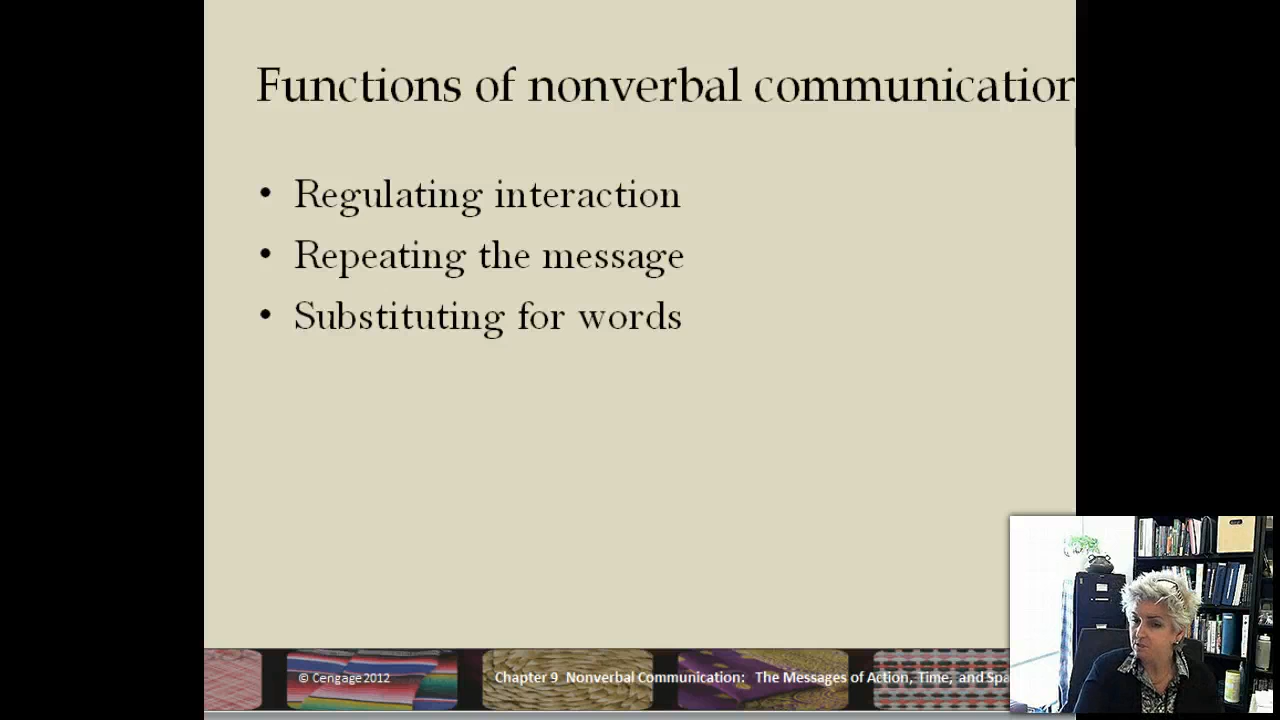 Functions of nonverbal communication
• Regulating interaction
• Repeating the message
• Substituting for words
© Cengage 2012
Chapter 9 Nonverbal Communication: The Messages of Action, Time, and Spa